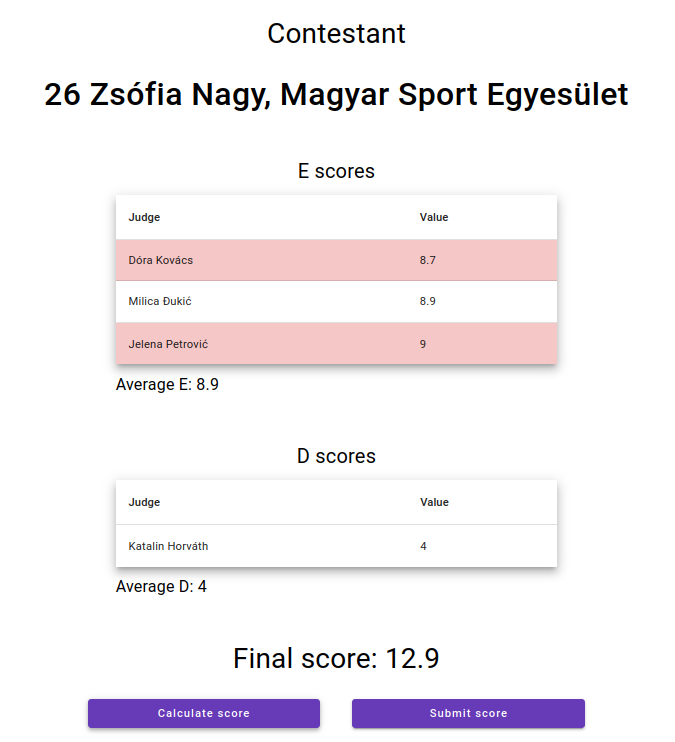 Contestant
26 Zsófia Nagy, Magyar Sport Egyesület
E scores
Judge Value
Dóra Kovács 8.7
Milica Đukić 8.9
Jelena Petrović 9
Average E: 8.9
D scores
Judge Value
Katalin Horváth 4
Average D: 4
Final score: 12.9
Calculate score Submit score